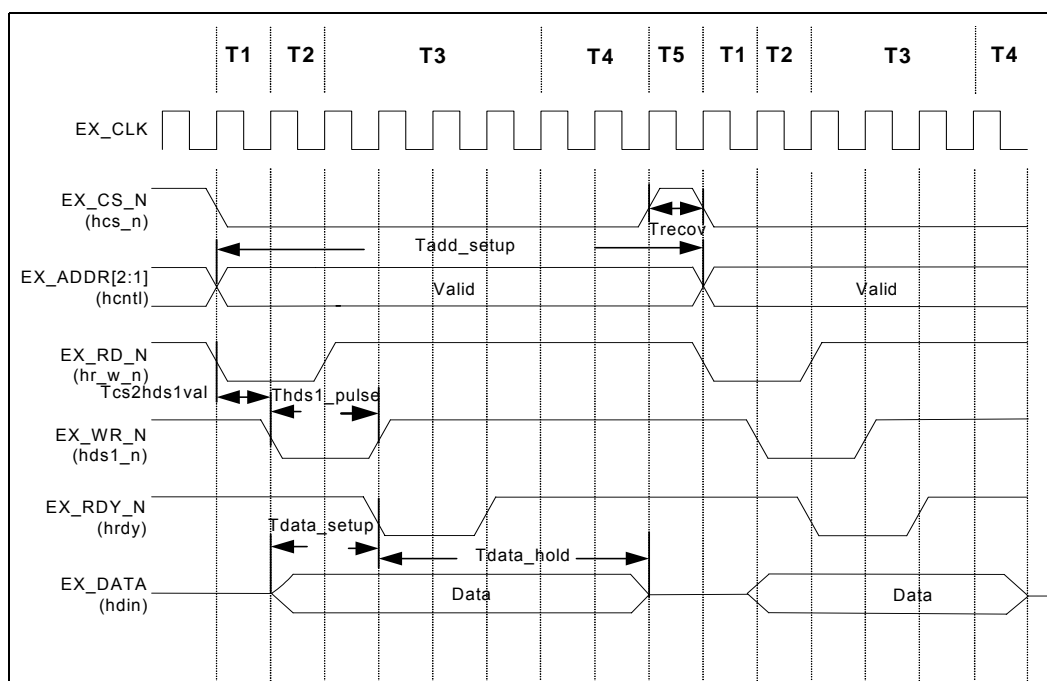 T1 T2 T3 T4 T5 T1 T2 T3 T4
EX_CLK
EX_CS_N
(hcs_n)
Trecov
Tadd_setup
EX_ADDR[2:1]
(hcntl)
Valid Valid
EX_RD_N
(hr_w_n)
Tcs2hds1val Thds1_pulse
EX_WR_N
(hds1_n)
EX_RDY_N
(hrdy)
Tdata_setup
Tdata_hold
EX_DATA
(hdin)
Data Data